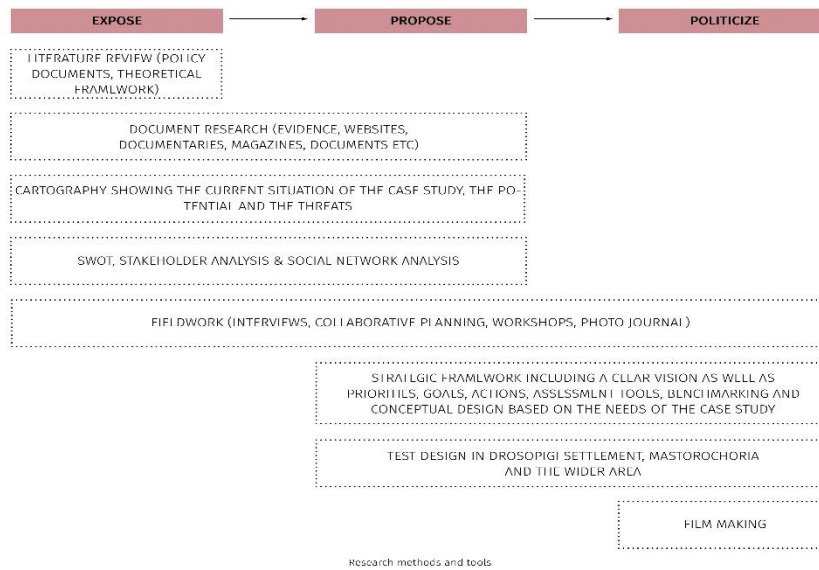 EXPOSE
PROPOSE
POLITICIZE
LITERATURE REVIEW (POLICY
DOCUMENTS, THEORETICAL
FRAMEWORK)
DOCUMENT RESEARCH (EVIDENCE, WEBSITES,
DOCUMENTARIES, MAGAZINES, DOCUMENTS ETC)
CARTOGRAPHY SHOWING THE CURRENT SITUATION OF THE CASE STUDY, THE PO-
TENTIAL AND THE THREATS
SWOT, STAKEHOLDER ANALYSIS & SOCIAL NETWORK ANALYSIS
FIELDWORK (INTERVIEWS, COLLABORATIVE PLANNING, WORKSHOPS, PHOTO JOURNAL)
STRATEGIC FRAMEWORK INCLUDING A CLEAR VISION AS WELL AS
PRIORITIES, GOALS, ACTIONS, ASSESSMENT TOOLS, BENCHMARKING AND
CONCEPTUAL DESIGN BASED ON THE NEEDS OF THE CASE STUDY
TEST DESIGN IN DROSOPIGI SETTLEMENT, MASTOROCHORIA
AND THE WIDER AREA
FILM MAKING
Research methods and tools